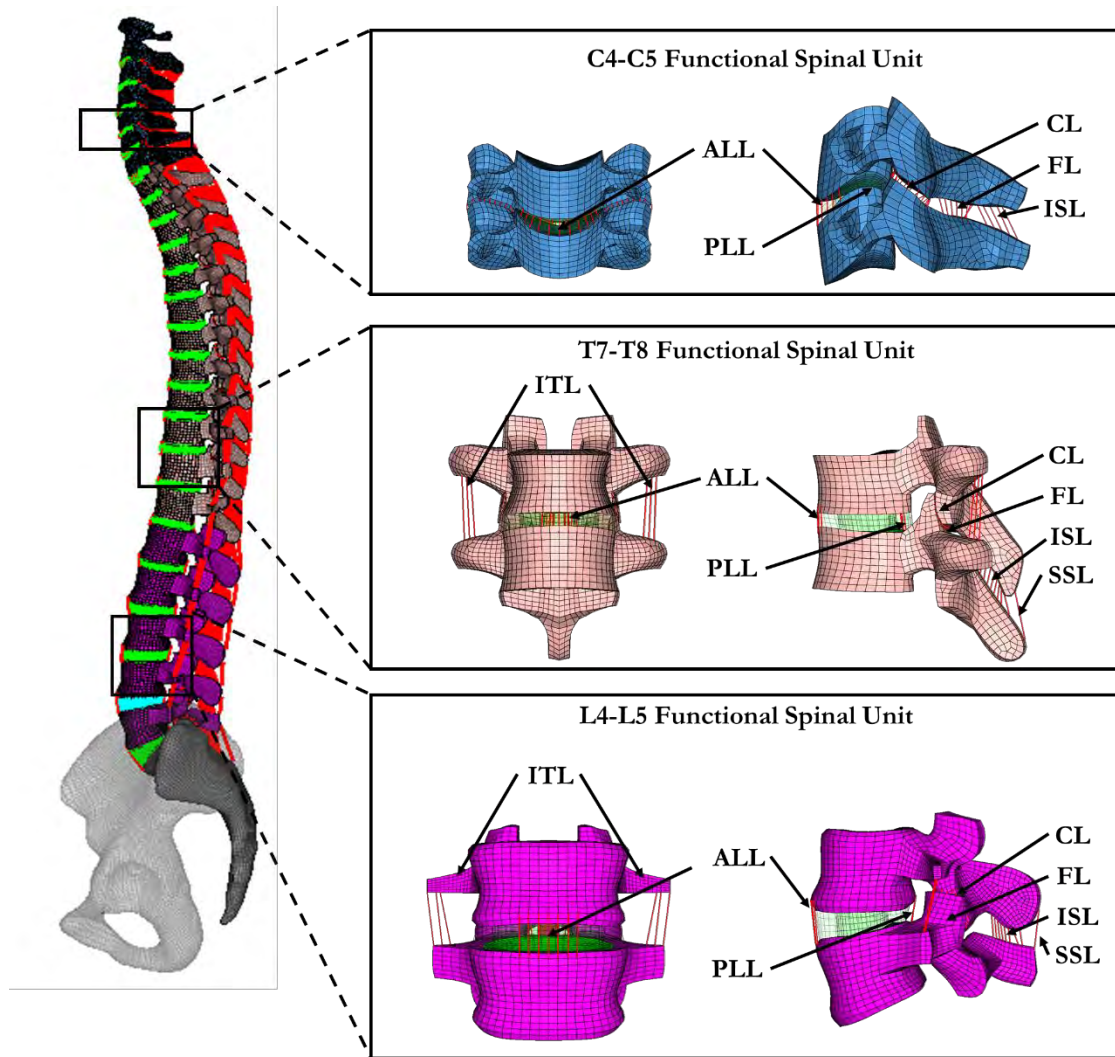 C4-C5 Functional Spinal Unit
ALL
PLL
CL
FL
ISL
T7-T8 Functional Spinal Unit
ITL
ALL
PLL
CL
FL
ISL
SSL
L4-L5 Functional Spinal Unit
ITL
ALL
PLL
CL
FL
ISL
SSL